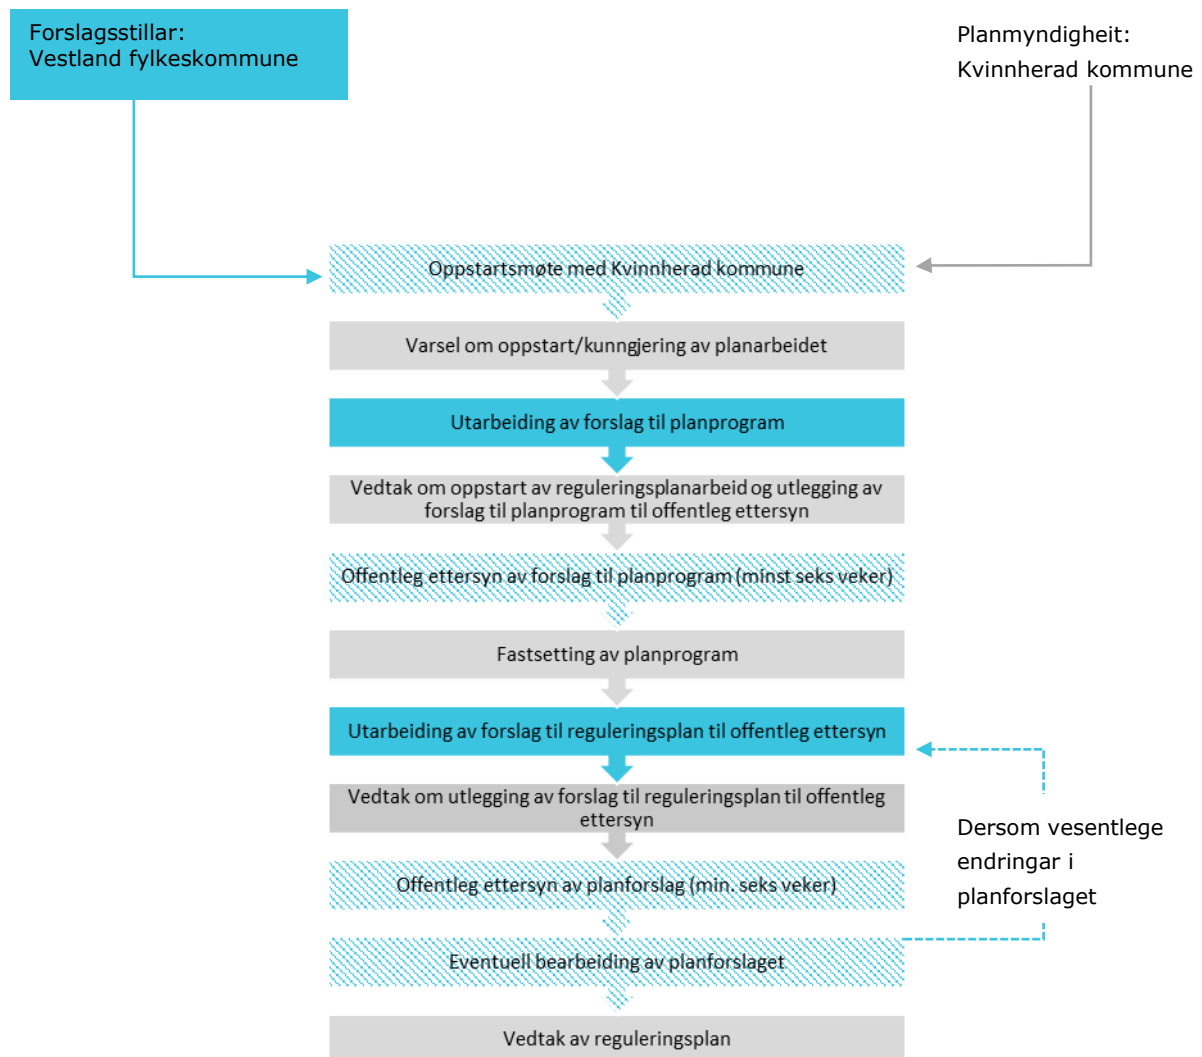 Forslagsstillar:
Vestland fylkeskommune
Planmyndigheit:
Kvinnherad kommune
Oppstartsmøte med Kvinnherad kommune
Varsel om oppstart/kunngjering av planarbeidet
Utarbeiding av forslag til planprogram
Vedtak om oppstart av reguleringsplanarbeid og utlegging av
forslag til planprogram til offentleg ettersyn
Offentleg ettersyn av forslag til planprogram (minst seks veker)
Fastsetting av planprogram
Utarbeiding av forslag til reguleringsplan til offentleg ettersyn
Vedtak om utlegging av forslag til reguleringsplan til offentleg
ettersyn
Offentleg ettersyn av planforslag (min. seks veker)
Eventuell bearbeiding av planforslaget
Vedtak av reguleringsplan
Dersom vesentlege
endringar i
planforslaget